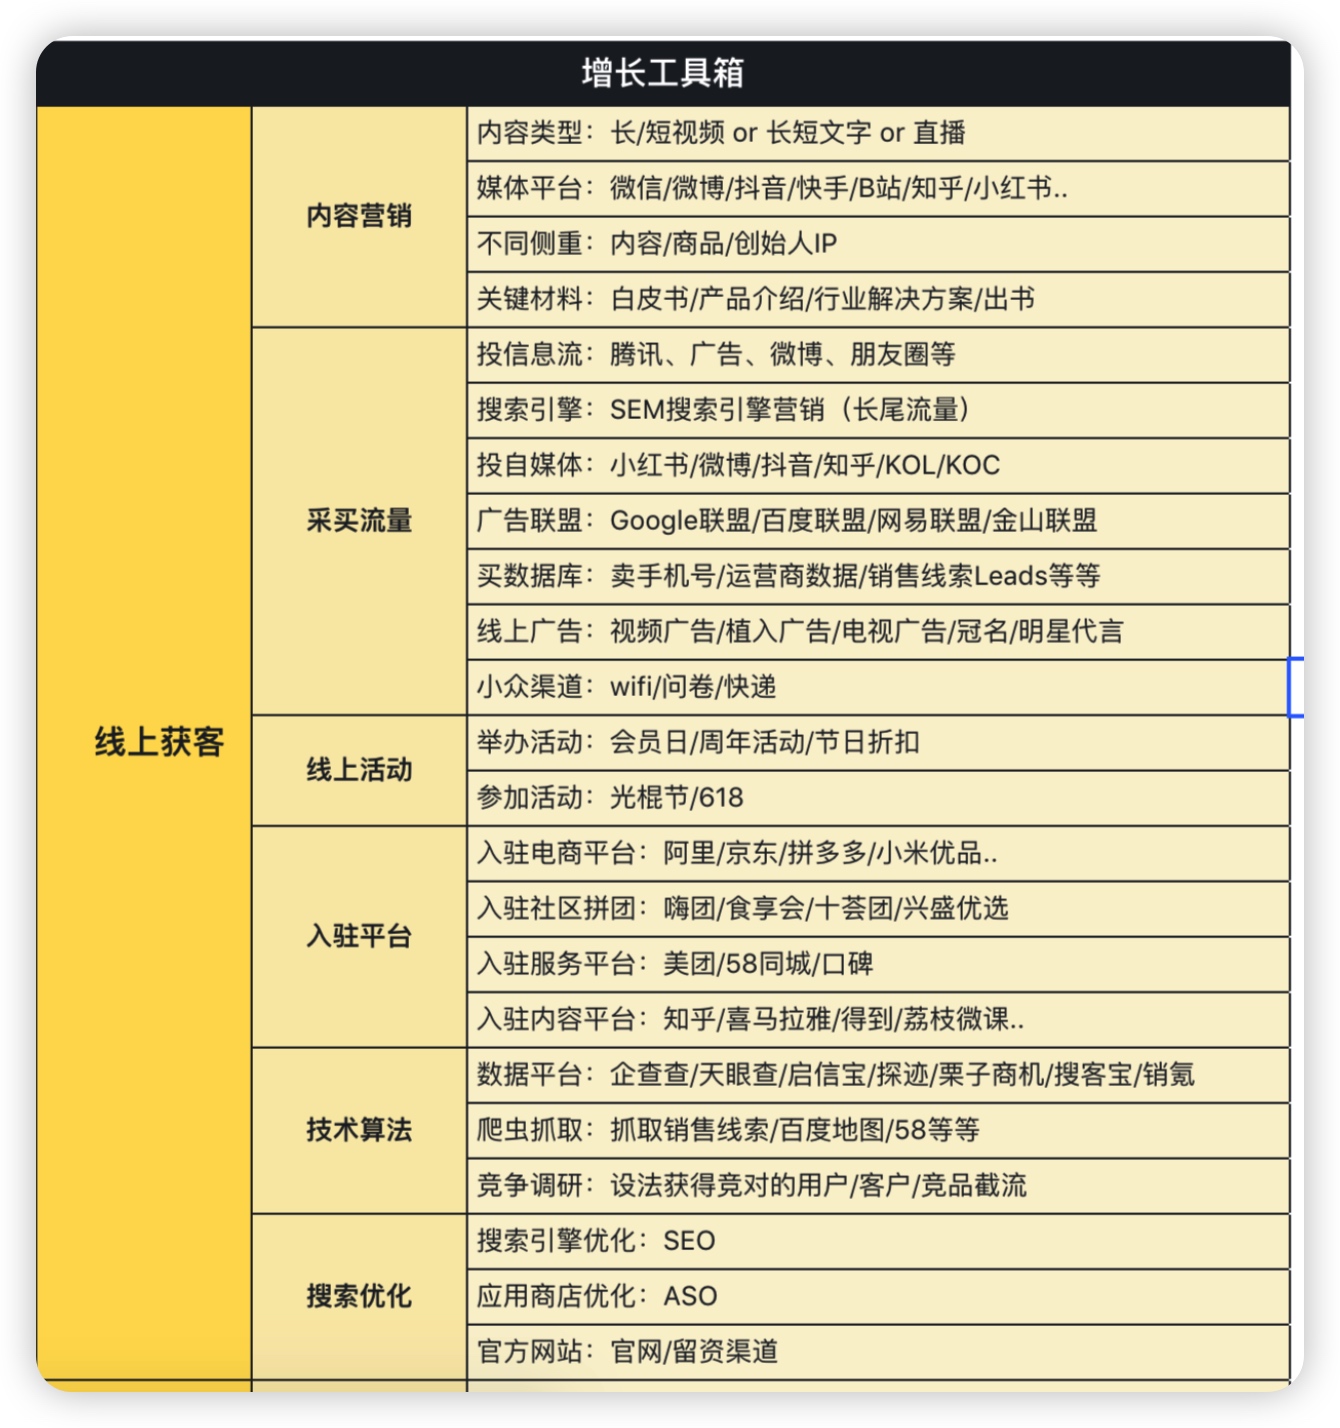 增长工具箱
线上获客
内容营销
内容类型：长/短视频 or 长短文字 or 直播
媒体平台：微信/微博/抖音/快手/B站/知乎/小红书..
不同侧重：内容/商品/创始人IP
关键材料：白皮书/产品介绍/行业解决方案/出书
采买流量
投信息流：腾讯、广告、微博、朋友圈等
搜索引擎：SEM搜索引擎营销（长尾流量）
投自媒体：小红书/微博/抖音/知乎/KOL/KOC
广告联盟：Google联盟/百度联盟/网易联盟/金山联盟
买数据库：卖手机号/运营商数据/销售线索Leads等等
线上广告：视频广告/植入广告/电视广告/冠名/明星代言
小众渠道：wifi/问卷/快递
线上活动
举办活动：会员日/周年活动/节日折扣
参加活动：光棍节/618
入驻平台
入驻电商平台：阿里/京东/拼多多/小米优品..
入驻社区拼团：嗨团/食享会/十荟团/兴盛优选
入驻服务平台：美团/58同城/口碑
入驻内容平台：知乎/喜马拉雅/得到/荔枝微课..
技术算法
数据平台：企查查/天眼查/启信宝/探迹/栗子商机/搜客宝/销氪
爬虫抓取：抓取销售线索/百度地图/58等等
竞争调研：设法获得竞对的用户/客户/竞品截流
搜索优化
搜索引擎优化：SEO
应用商店优化：ASO
官方网站：官网/留资渠道